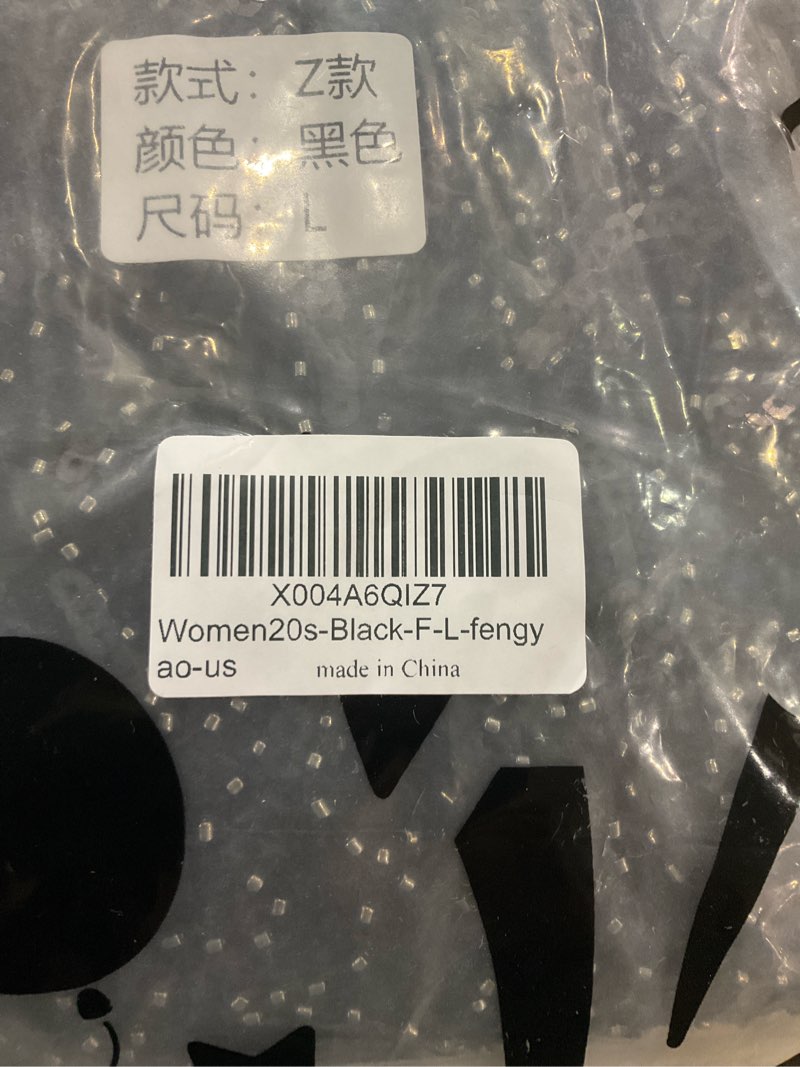 款式： Z款
颜色： 黑色
尺码： L
X004A6QIZ7
Women20s-Black-F-L-fengy
ao-us
made in China